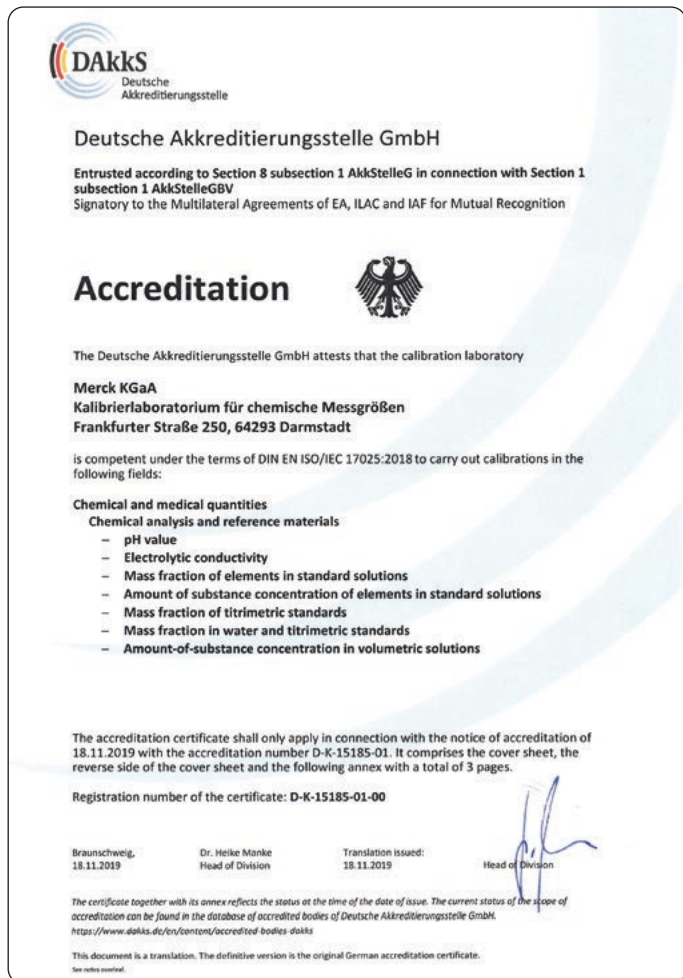 DAkkS
Deutsche
Akkreditierungsstelle
Deutsche Akkreditierungsstelle GmbH
Entrusted according to Section 8 subsection 1 AkkStelleG in connection with Section 1
subsection 1 AkkStelleGBV
Signatory to the Multilateral Agreements of EA, ILAC and IAF for Mutual Recognition
Accreditation
The Deutsche Akkreditierungsstelle GmbH attests that the calibration laboratory
Merck KGaA
Kalibrierlaboratorium für chemische Messgrößen
Frankfurter Straße 250, 64293 Darmstadt
is competent under the terms of DIN EN ISO/IEC 17025:2018 to carry out calibrations in the
following fields:
Chemical and medical quantities
Chemical analysis and reference materials
– pH value
– Electrolytic conductivity
– Mass fraction of elements in standard solutions
– Amount of substance concentration of elements in standard solutions
– Mass fraction of titrimetric standards
– Mass fraction in water and titrimetric standards
– Amount-of-substance concentration in volumetric solutions
The accreditation certificate shall only apply in connection with the notice of accreditation of
18.11.2019 with the accreditation number D-K-15185-01. It comprises the cover sheet, the
reverse side of the cover sheet and the following annex with a total of 3 pages.
Registration number of the certificate: D-K-15185-01-00
Braunschweig, Dr. Heike Manke Translation issued:
18.11.2019 Head of Division 18.11.2019 Head of Division
The certificate together with its annex reflects the status at the time of the date of issue. The current status of the scope of
accreditation can be found in the database of accredited bodies of Deutsche Akkreditierungsstelle GmbH.
https://www.dakks.de/en/content/accredited-bodies-dakks
This document is a translation. The definitive version is the original German accreditation certificate.
See notes overleaf.